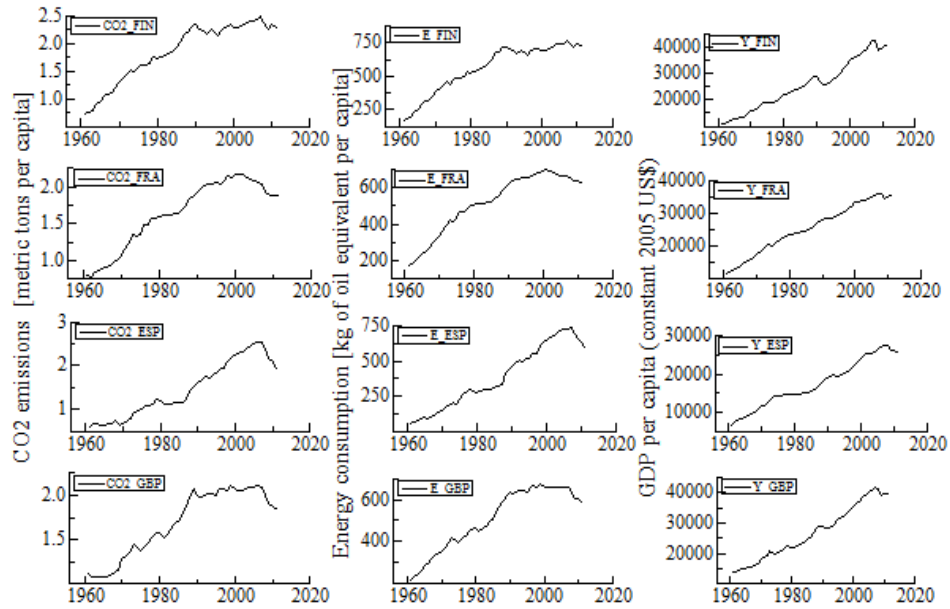 CO2 emissions [metric tons per capita]
Energy consumption [kg of oil equivalent per capita]
GDP per capita (constant 2005 US$)
CO2_FIN
2.5
2.0
1.5
1.0
1960 1980 2000 2020
E_FIN
750
500
250
1960 1980 2000 2020
Y_FIN
40000
30000
20000
1960 1980 2000 2020
CO2_FRA
2.0
1.5
1.0
1960 1980 2000 2020
E_FRA
600
400
200
1960 1980 2000 2020
Y_FRA
40000
30000
20000
1960 1980 2000 2020
CO2_ESP
3
2
1
1960 1980 2000 2020
E_ESP
750
500
250
1960 1980 2000 2020
Y_ESP
30000
20000
15000
10000
1960 1980 2000 2020
CO2_GBP
2.0
1.5
1960 1980 2000 2020
E_GBP
600
400
1960 1980 2000 2020
Y_GBP
40000
30000
20000
1960 1980 2000 2020